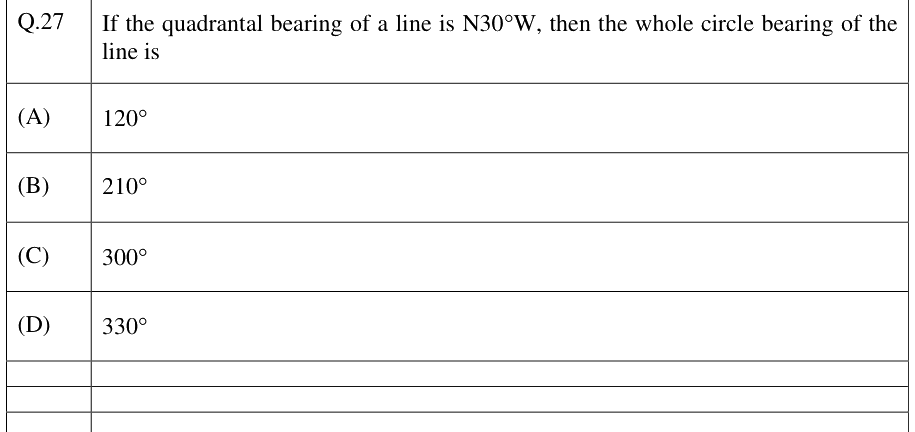 Q.27 If the quadrantal bearing of a line is N30°W, then the whole circle bearing of the
line is
(A) 120°
(B) 210°
(C) 300°
(D) 330°